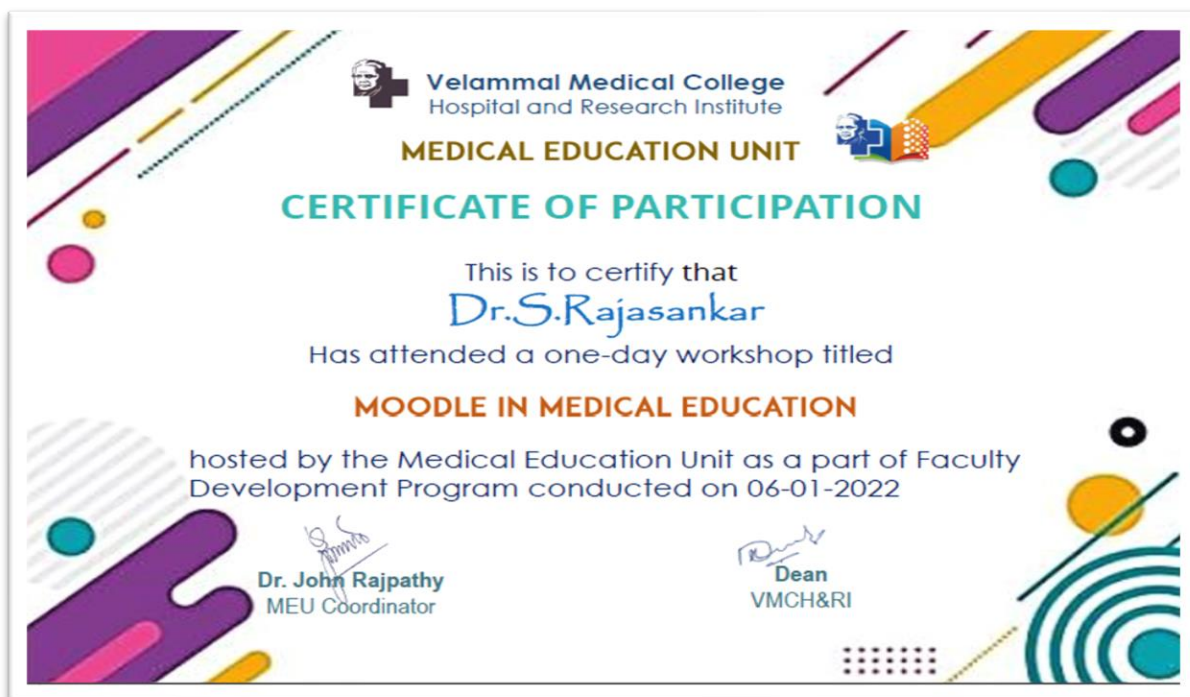 Velammal Medical College
Hospital and Research Institute
MEDICAL EDUCATION UNIT
CERTIFICATE OF PARTICIPATION
This is to certify that
Dr.S.Rajasankar
Has attended a one-day workshop titled
MOODLE IN MEDICAL EDUCATION
hosted by the Medical Education Unit as a part of Faculty
Development Program conducted on 06-01-2022
Dr. John Rajpathy
MEU Coordinator
Dean
VMCH&RI